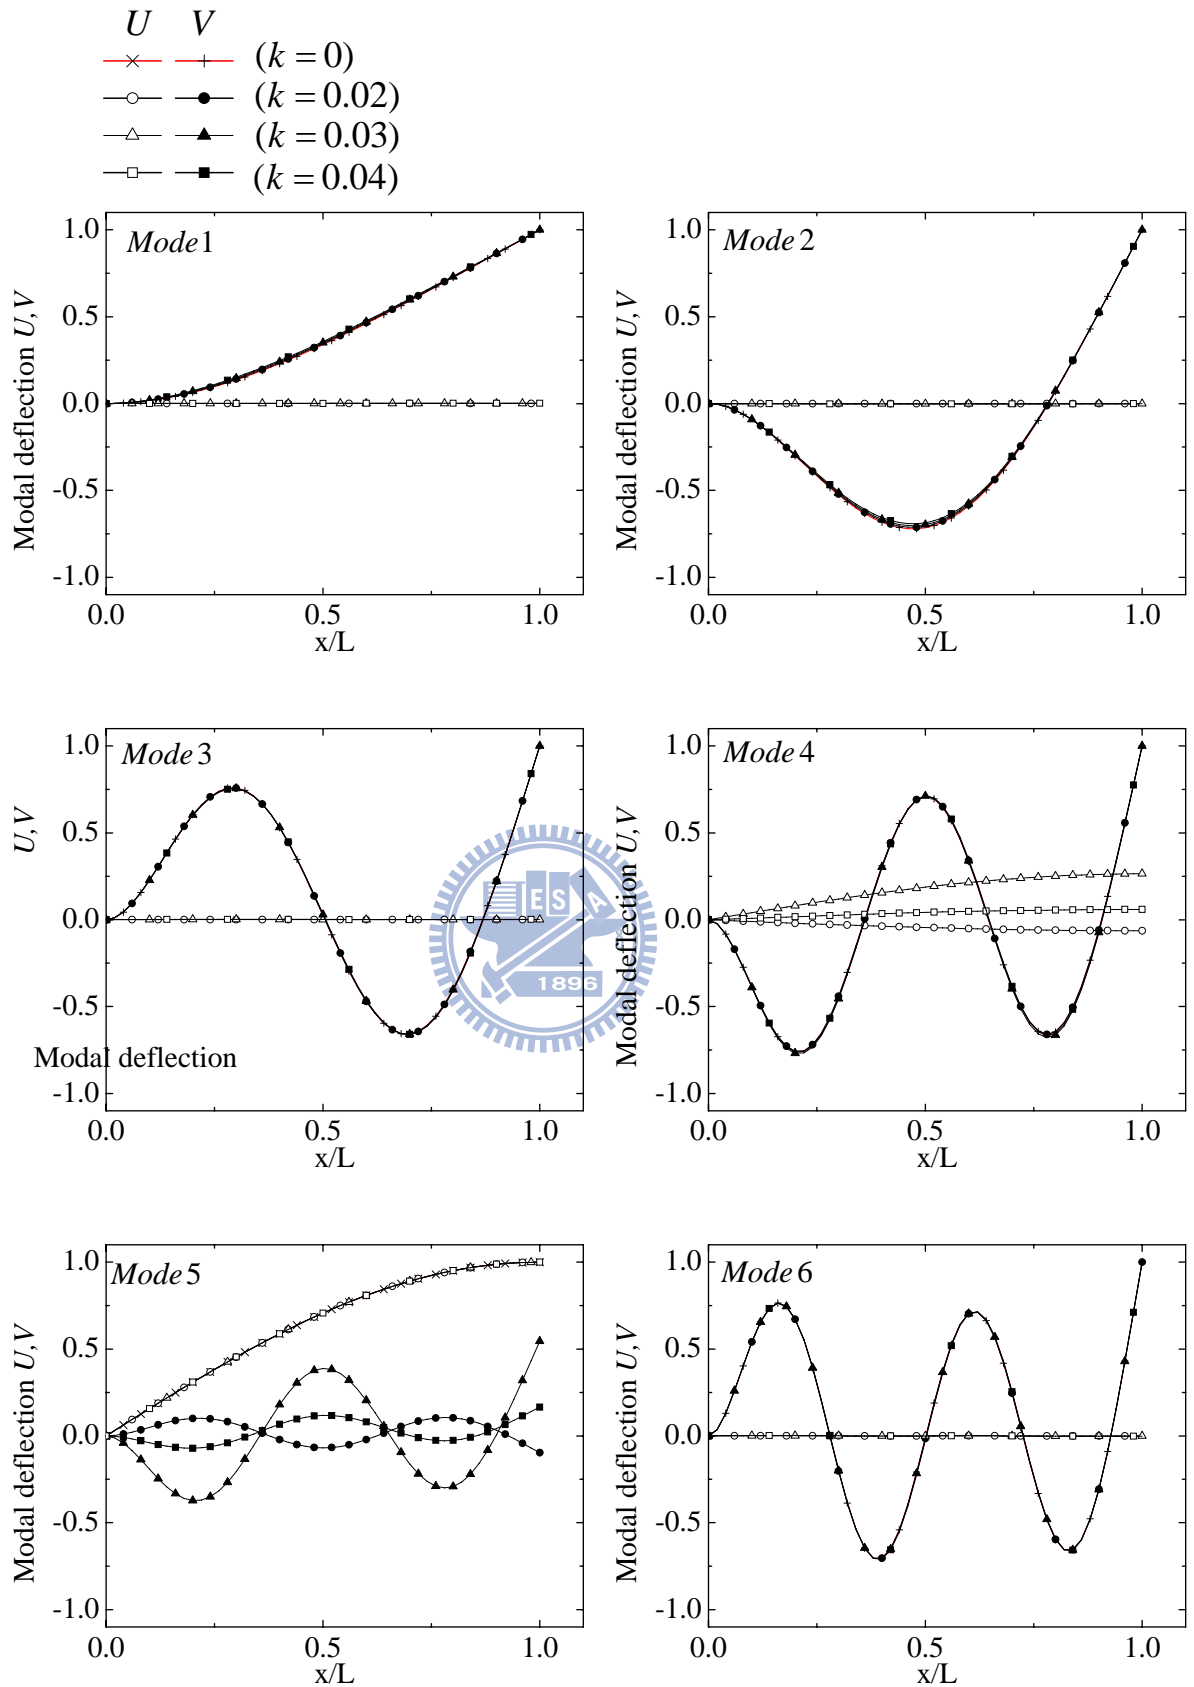 U V
(k = 0)
(k = 0.02)
(k = 0.03)
(k = 0.04)
Mode 1
1.0
0.5
0.0
-0.5
-1.0
Modal deflection U,V
0.0 0.5 1.0
x/L
Mode 2
1.0
0.5
0.0
-0.5
-1.0
Modal deflection U,V
0.0 0.5 1.0
x/L
Mode 3
1.0
0.5
0.0
-0.5
-1.0
U,V
Modal deflection
0.0 0.5 1.0
x/L
Mode 4
1.0
0.5
0.0
-0.5
-1.0
Modal deflection U,V
0.0 0.5 1.0
x/L
ESA
1896
Mode 5
1.0
0.5
0.0
-0.5
-1.0
Modal deflection U,V
0.0 0.5 1.0
x/L
Mode 6
1.0
0.5
0.0
-0.5
-1.0
Modal deflection U,V
0.0 0.5 1.0
x/L